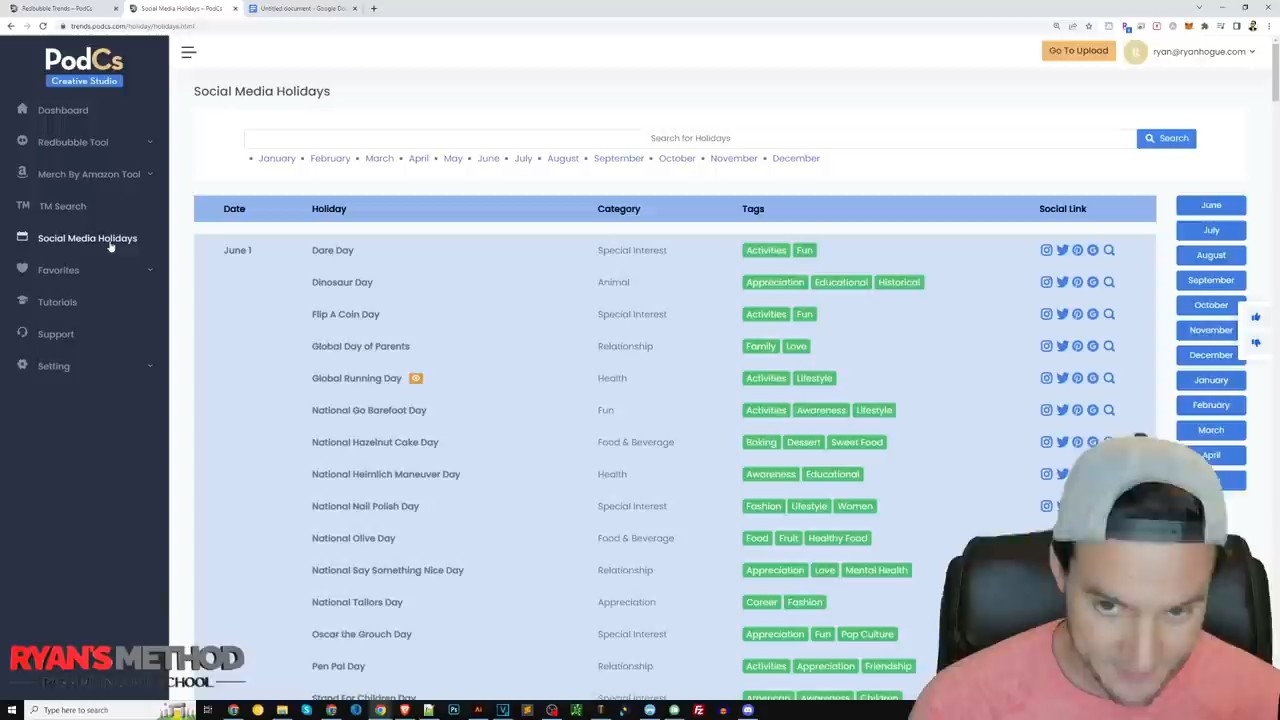 Redbubble Trends – PodCs
Social Media Holidays – PodCs
Untitled document - Google Do
trends.podcs.com/holiday/holidays.html
PodCs
Creative Studio
Go To Upload
R
ryan@ryanhogue.com
Dashboard
Redbubble Tool
Merch By Amazon Tool
TM TM Search
Social Media Holidays
Favorites
Tutorials
Support
Setting
Social Media Holidays
Search for Holidays
Search
• January • February • March • April • May • June • July • August • September • October • November • December
Date Holiday Category Tags Social Link
June 1 Dare Day Special Interest Activities Fun
Dinosaur Day Animal Appreciation Educational Historical
Flip A Coin Day Special Interest Activities Fun
Global Day of Parents Relationship Family Love
Global Running Day Health Activities Lifestyle
National Go Barefoot Day Fun Activities Awareness Lifestyle
National Hazelnut Cake Day Food & Beverage Baking Dessert Sweet Food
National Heimlich Maneuver Day Health Awareness Educational
National Nail Polish Day Special Interest Fashion Lifestyle Women
National Olive Day Food & Beverage Food Fruit Healthy Food
National Say Something Nice Day Relationship Appreciation Love Mental Health
National Tailors Day Appreciation Career Fashion
Oscar the Grouch Day Special Interest Appreciation Fun Pop Culture
Pen Pal Day Relationship Activities Appreciation Friendship
Stand For Children Day Special Interest American Awareness Children
June
July
August
September
October
November
December
January
February
March
April
RYAN'S METHOD
Type here to search